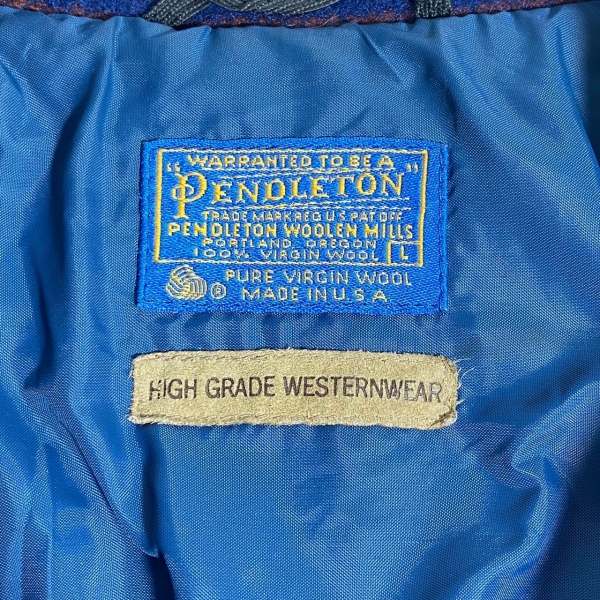 WARRANTED TO BE A
"PENDLETON"
TRADE MARK REG U.S. PAT OFF
PENDLETON WOOLEN MILLS
PORTLAND, OREGON
100% VIRGIN WOOL L
® PURE VIRGIN WOOL
MADE IN U.S.A
HIGH GRADE WESTERNWEAR